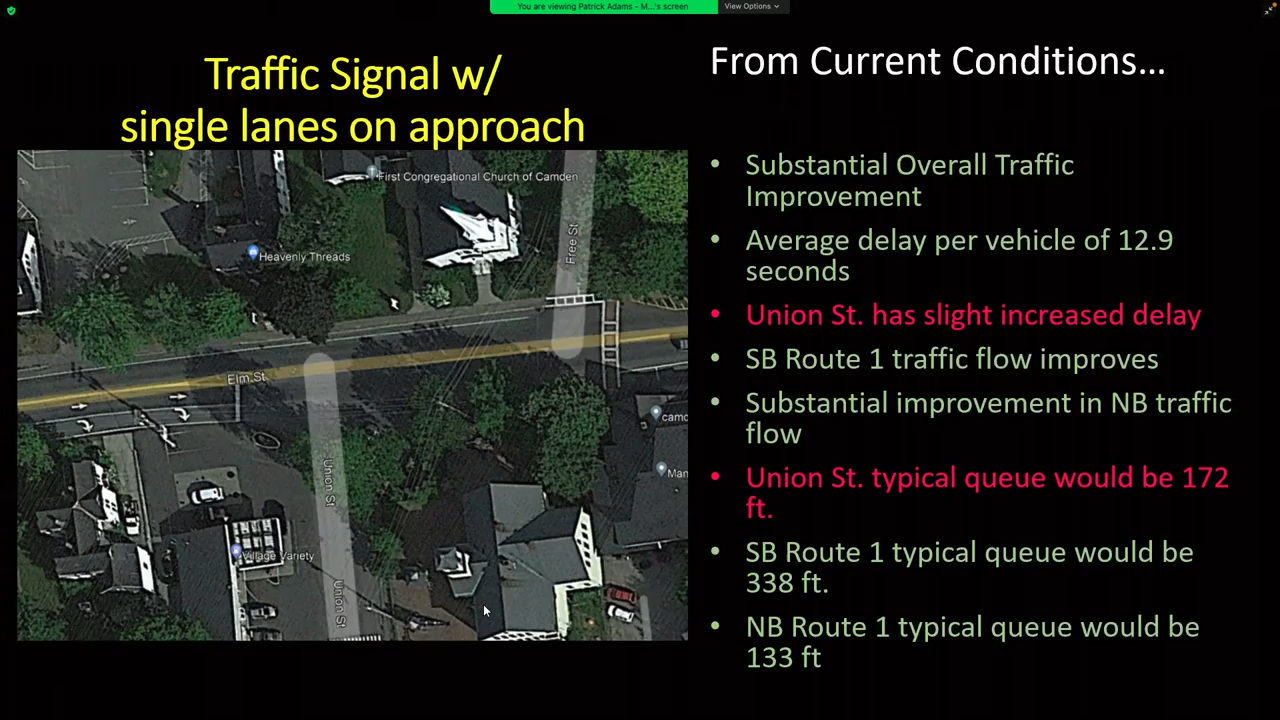 You are viewing Patrick Adams - M...'s screen
View Options
Traffic Signal w/
single lanes on approach
First Congregational Church of Camden
Heavenly Threads
Free St
Elm St
camd
Man
Union St
Village Variety
Union St
From Current Conditions…
• Substantial Overall Traffic
Improvement
• Average delay per vehicle of 12.9
seconds
• Union St. has slight increased delay
• SB Route 1 traffic flow improves
• Substantial improvement in NB traffic
flow
• Union St. typical queue would be 172
ft.
• SB Route 1 typical queue would be
338 ft.
• NB Route 1 typical queue would be
133 ft